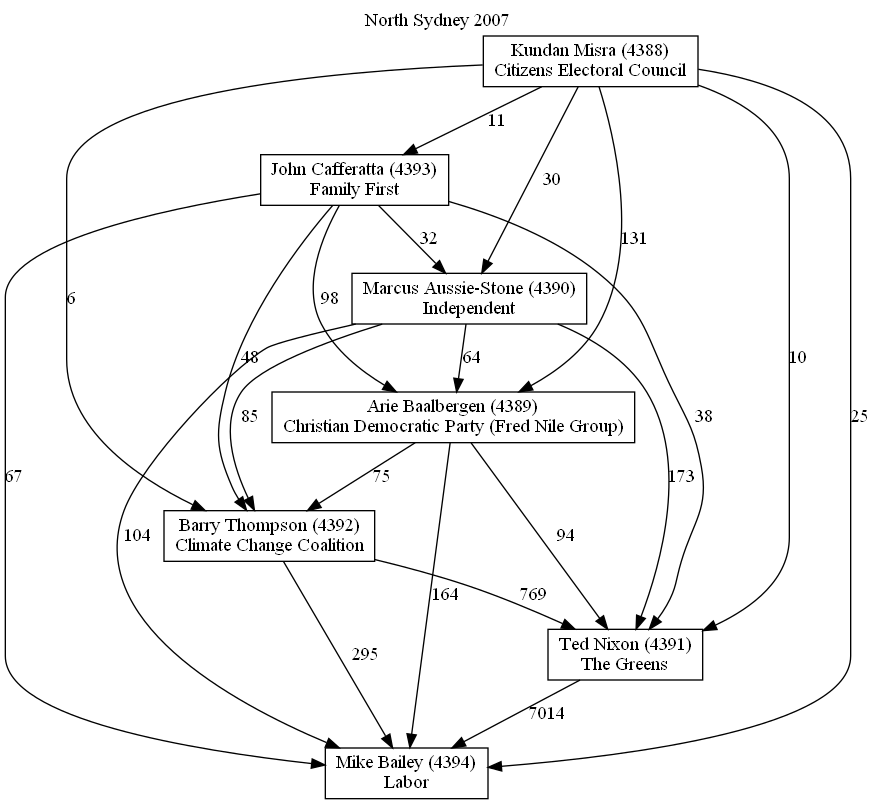 North Sydney 2007
Kundan Misra (4388)
Citizens Electoral Council
11
John Cafferatta (4393)
Family First
30
32
131
Marcus Aussie-Stone (4390)
Independent
6
98
48
64
10
Arie Baalbergen (4389)
Christian Democratic Party (Fred Nile Group)
85
38
25
67
75
173
Barry Thompson (4392)
Climate Change Coalition
104
94
164
769
Ted Nixon (4391)
The Greens
295
7014
Mike Bailey (4394)
Labor